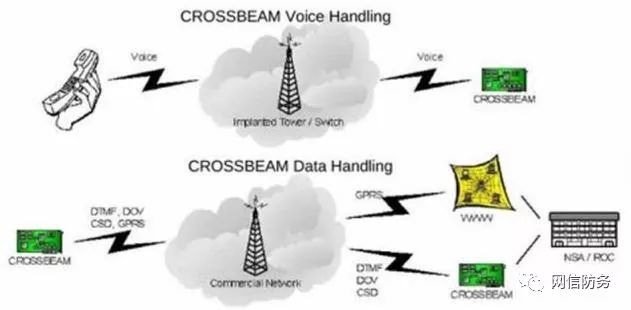 CROSSBEAM Voice Handling
Voice
Voice
CROSSBEAM
Implanted Tower / Switch
CROSSBEAM Data Handling
GPRS
DTMF, DOV
CSD, GPRS
WWW
CROSSBEAM
NSA / ROC
DTMF
DOV
CSD
Commercial Network
CROSSBEAM
网信防务